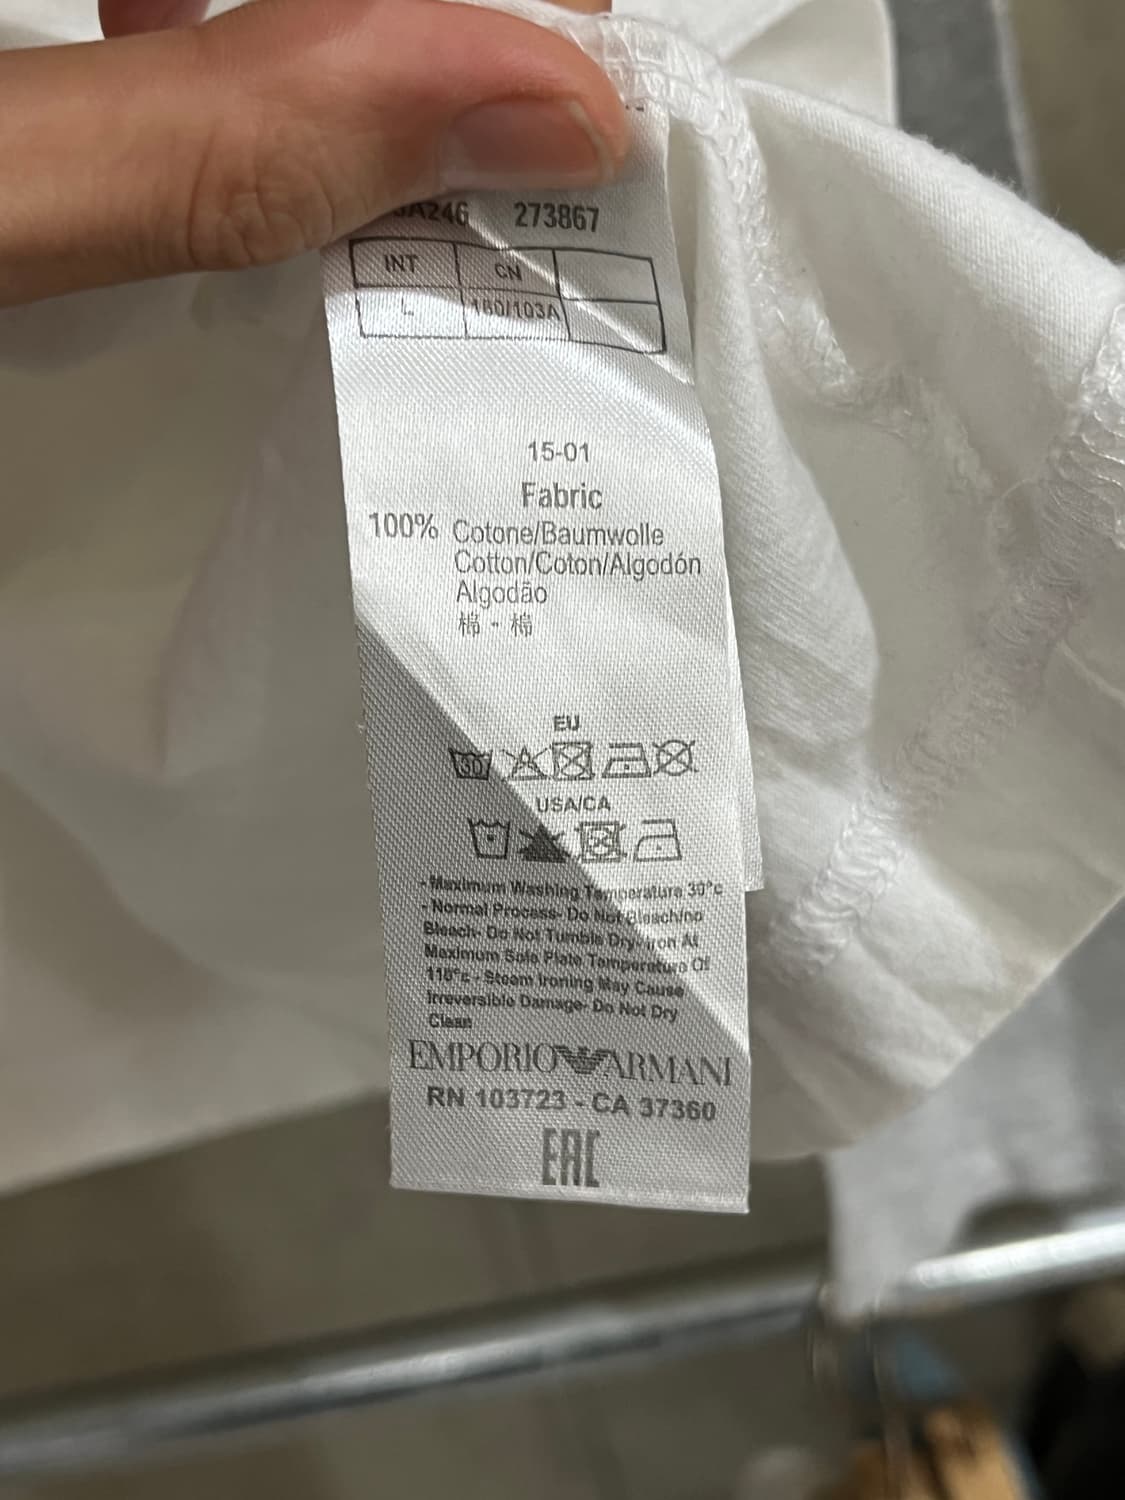 A246 273867
INT CN
L 180/103A
15-01
Fabric
100% Cotone/Baumwolle
Cotton/Coton/Algodón
Algodão
棉 - 棉
EU
30
USA/CA
- Maximum Washing Temperature 30°c
- Normal Process- Do Not Bleach/no
Bleach- Do Not Tumble Dry- Iron At
Maximum Sole Plate Temperature Of
110°c - Steam Ironing May Cause
Irreversible Damage- Do Not Dry
Clean
EMPORIO ARMANI
RN 103723 - CA 37360
EAC